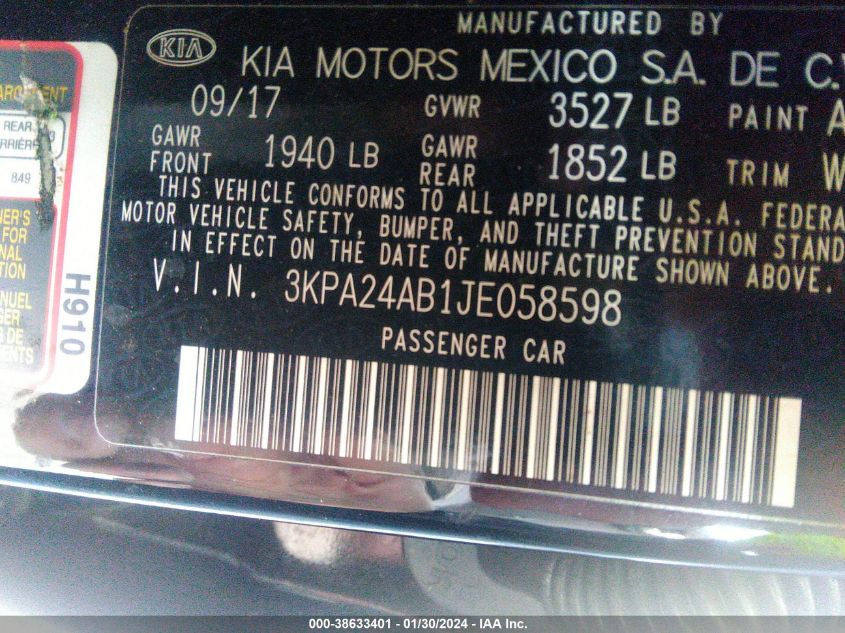 MANUFACTURED BY
KIA
KIA MOTORS MEXICO S.A. DE C.V
09/17 GVWR 3527 LB PAINT A
GAWR FRONT 1940 LB GAWR REAR 1852 LB TRIM W
THIS VEHICLE CONFORMS TO ALL APPLICABLE U.S.A. FEDERA
MOTOR VEHICLE SAFETY, BUMPER, AND THEFT PREVENTION STAND
IN EFFECT ON THE DATE OF MANUFACTURE SHOWN ABOVE.
V.I.N. 3KPA24AB1JE058598
PASSENGER CAR
REAR
849
H910
000-38633401 / 01/30/2024 - IAA Inc.